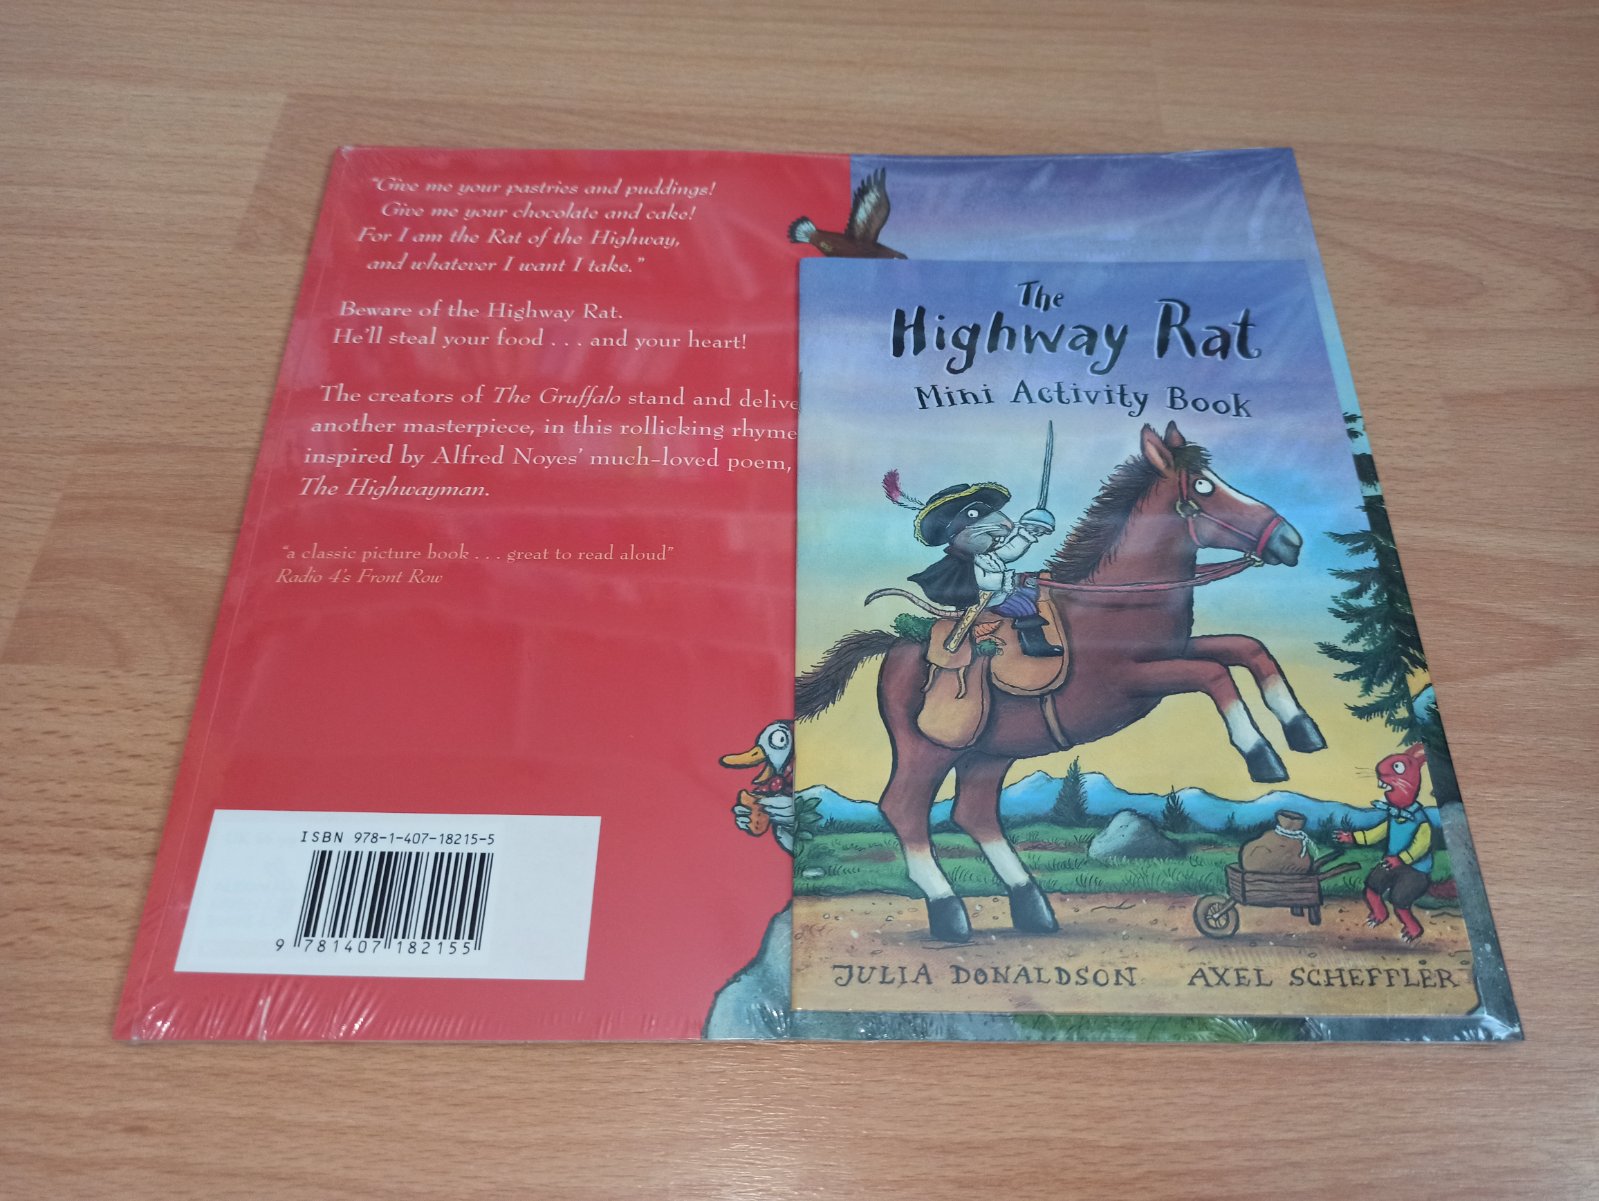 "Give me your pastries and puddings!
Give me your chocolate and cake!
For I am the Rat of the Highway,
and whatever I want I take."
Beware of the Highway Rat.
He'll steal your food . . . and your heart!
The creators of The Gruffalo stand and delive
another masterpiece, in this rollicking rhyme
inspired by Alfred Noyes' much-loved poem,
The Highwayman.
"a classic picture book . . . great to read aloud"
Radio 4's Front Row
ISBN 978-1-407-18215-5
9 781407 182155
The
Highway Rat
Mini Activity Book
JULIA DONALDSON AXEL SCHEFFLER